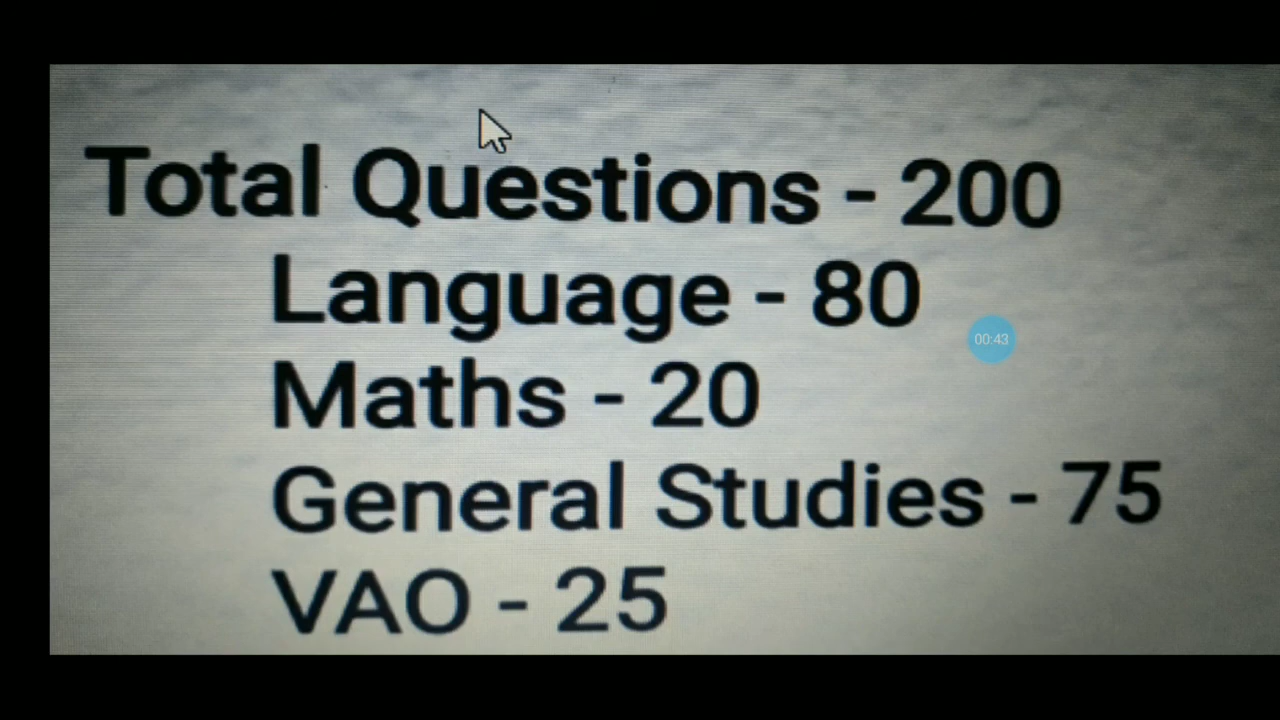 Total Questions - 200
Language - 80
00:43
Maths - 20
General Studies - 75
VAO - 25